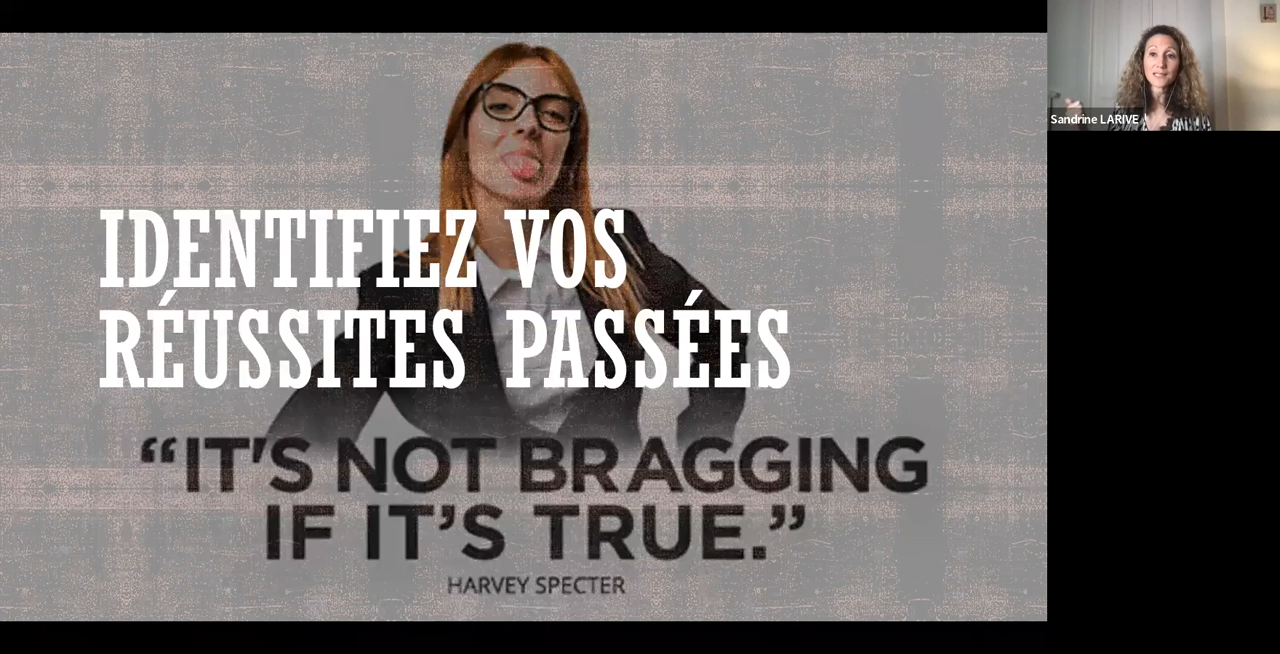 IDENTIFIEZ VOS
RÉUSSITES PASSÉES
“IT'S NOT BRAGGING
IF IT’S TRUE.”
HARVEY SPECTER
Sandrine LARIVE